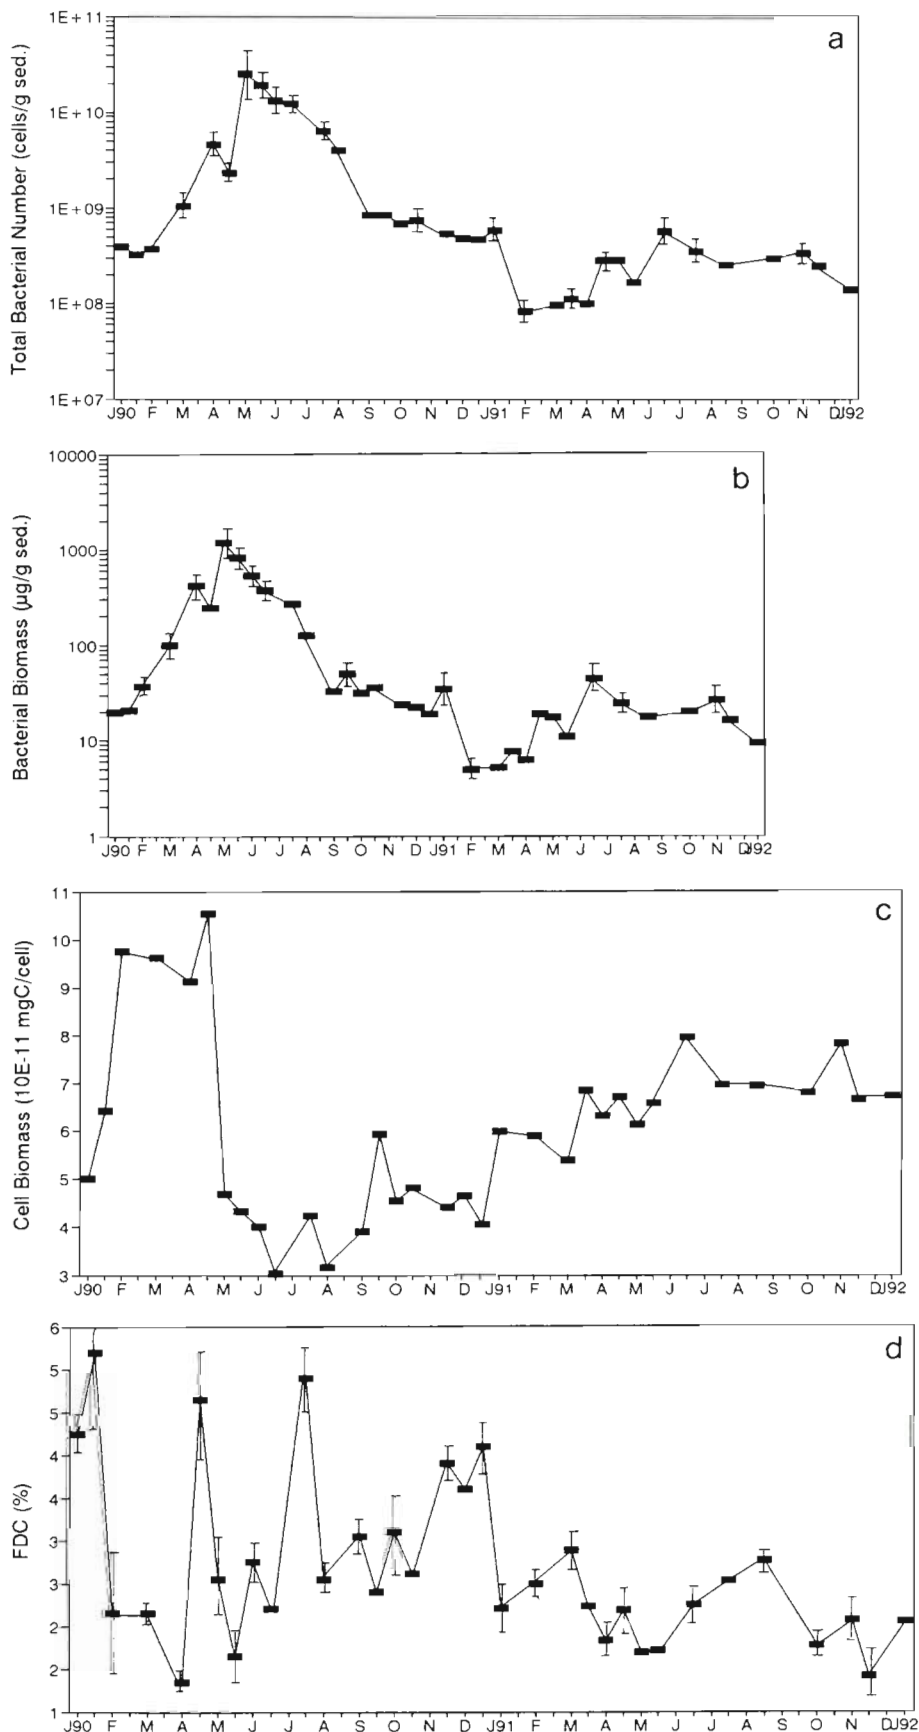 a
Total Bacterial Number (cells/g sed.)
1E+11
1E+10
1E+09
1E+08
1E+07
J90 F M A M J J A S O N D J91 F M A M J J A S O N DJ92
b
Bacterial Biomass (µg/g sed.)
10000
1000
100
10
1
J90 F M A M J J A S O N D J91 F M A M J J A S O N DJ92
c
Cell Biomass (10E-11 mgC/cell)
11
10
9
8
7
6
5
4
3
J90 F M A M J J A S O N D J91 F M A M J J A S O N DJ92
d
FDC (%)
6
5
5
4
4
3
3
2
2
1
J90 F M A M J J A S O N D J91 F M A M J J A S O N DJ92